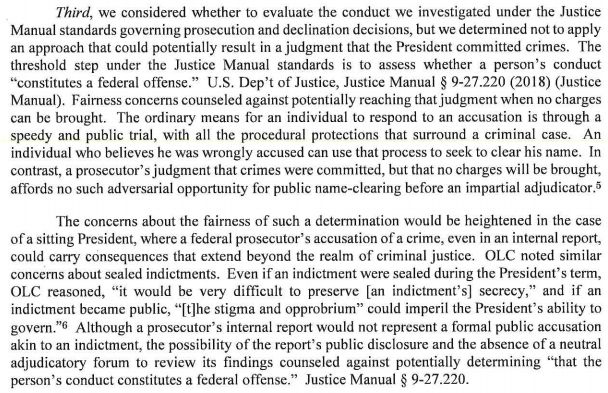 Third, we considered whether to evaluate the conduct we investigated under the Justice
Manual standards governing prosecution and declination decisions, but we determined not to apply
an approach that could potentially result in a judgment that the President committed crimes. The
threshold step under the Justice Manual standards is to assess whether a person's conduct
“constitutes a federal offense.” U.S. Dep't of Justice, Justice Manual § 9-27.220 (2018) (Justice
Manual). Fairness concerns counseled against potentially reaching that judgment when no charges
can be brought. The ordinary means for an individual to respond to an accusation is through a
speedy and public trial, with all the procedural protections that surround a criminal case. An
individual who believes he was wrongly accused can use that process to seek to clear his name. In
contrast, a prosecutor's judgment that crimes were committed, but that no charges will be brought,
affords no such adversarial opportunity for public name-clearing before an impartial adjudicator.5
The concerns about the fairness of such a determination would be heightened in the case
of a sitting President, where a federal prosecutor's accusation of a crime, even in an internal report,
could carry consequences that extend beyond the realm of criminal justice. OLC noted similar
concerns about sealed indictments. Even if an indictment were sealed during the President's term,
OLC reasoned, “it would be very difficult to preserve [an indictment's] secrecy,” and if an
indictment became public, “[t]he stigma and opprobrium” could imperil the President's ability to
govern.”6 Although a prosecutor's internal report would not represent a formal public accusation
akin to an indictment, the possibility of the report's public disclosure and the absence of a neutral
adjudicatory forum to review its findings counseled against potentially determining “that the
person's conduct constitutes a federal offense.” Justice Manual § 9-27.220.